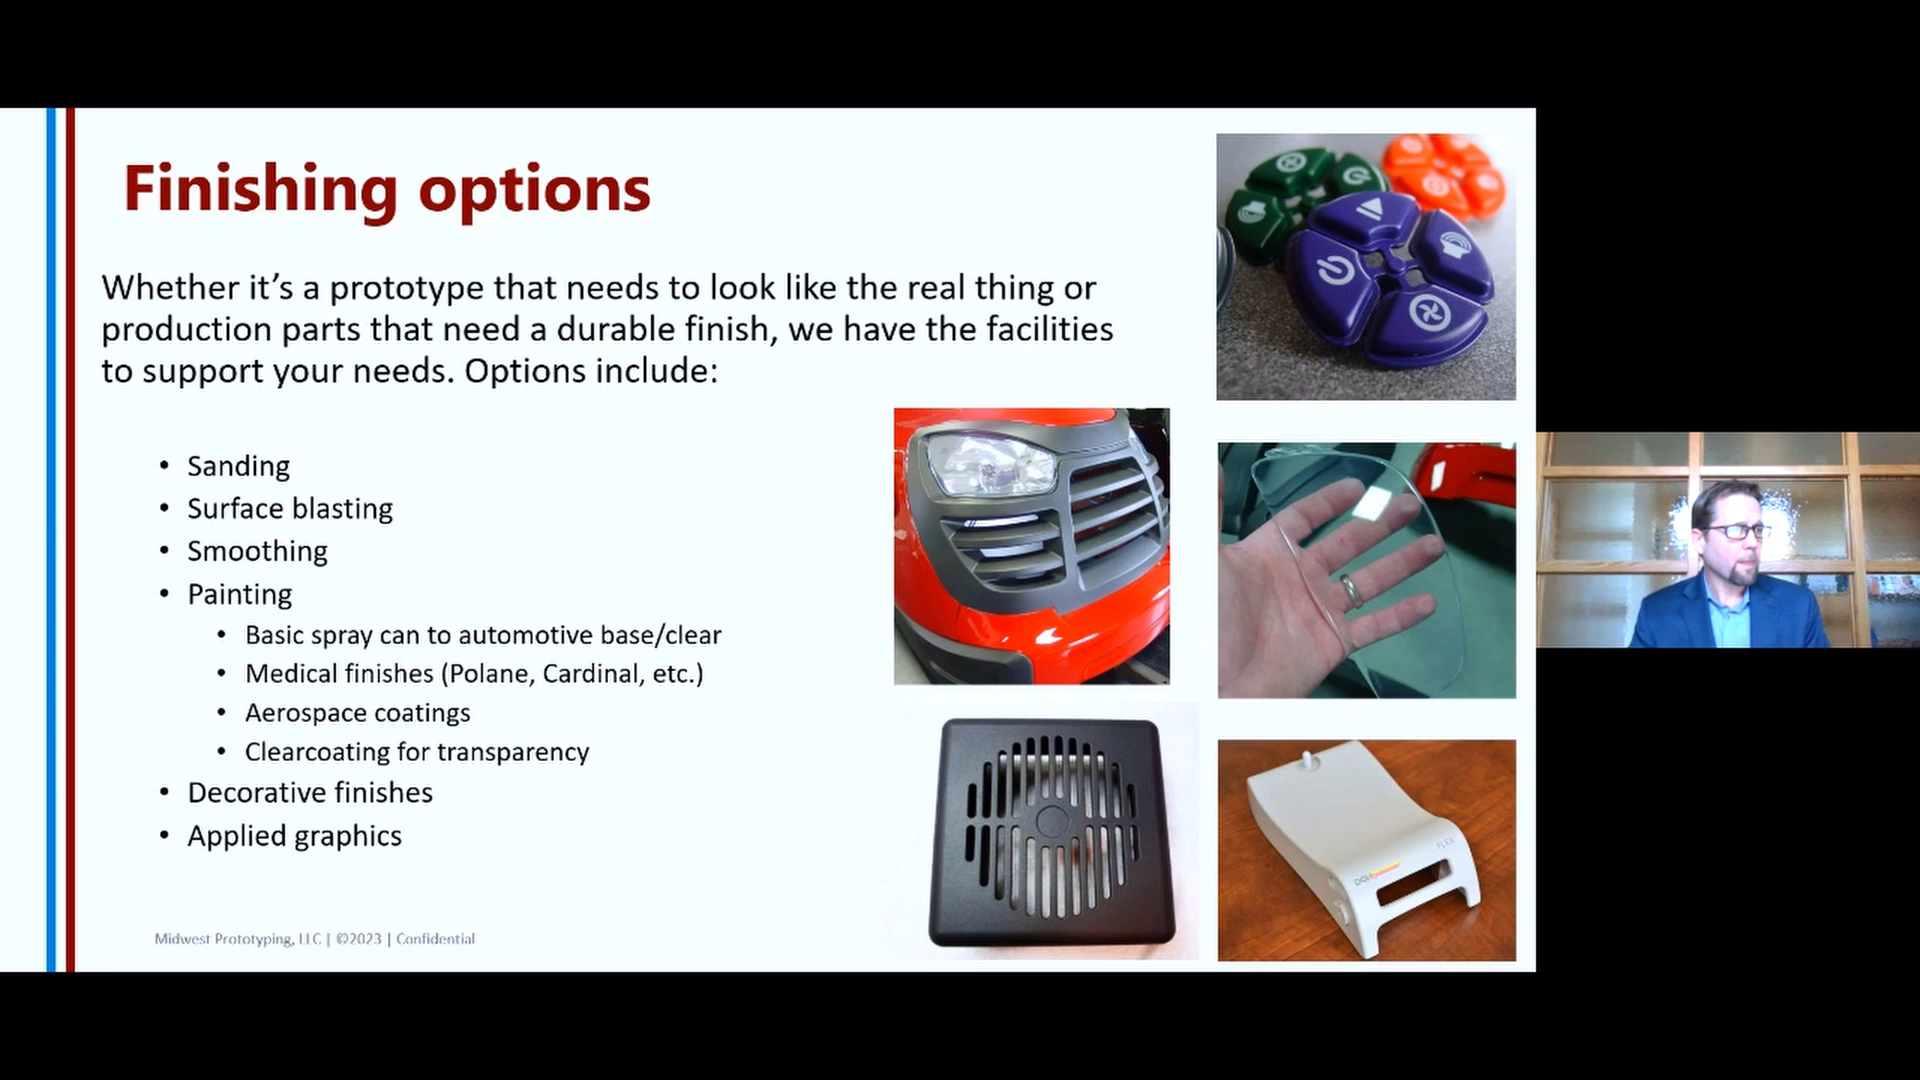 Finishing options
Whether it's a prototype that needs to look like the real thing or
production parts that need a durable finish, we have the facilities
to support your needs. Options include:
• Sanding
• Surface blasting
• Smoothing
• Painting
• Basic spray can to automotive base/clear
• Medical finishes (Polane, Cardinal, etc.)
• Aerospace coatings
• Clearcoating for transparency
• Decorative finishes
• Applied graphics
FLEX
Midwest Prototyping, LLC | ©2023 | Confidential